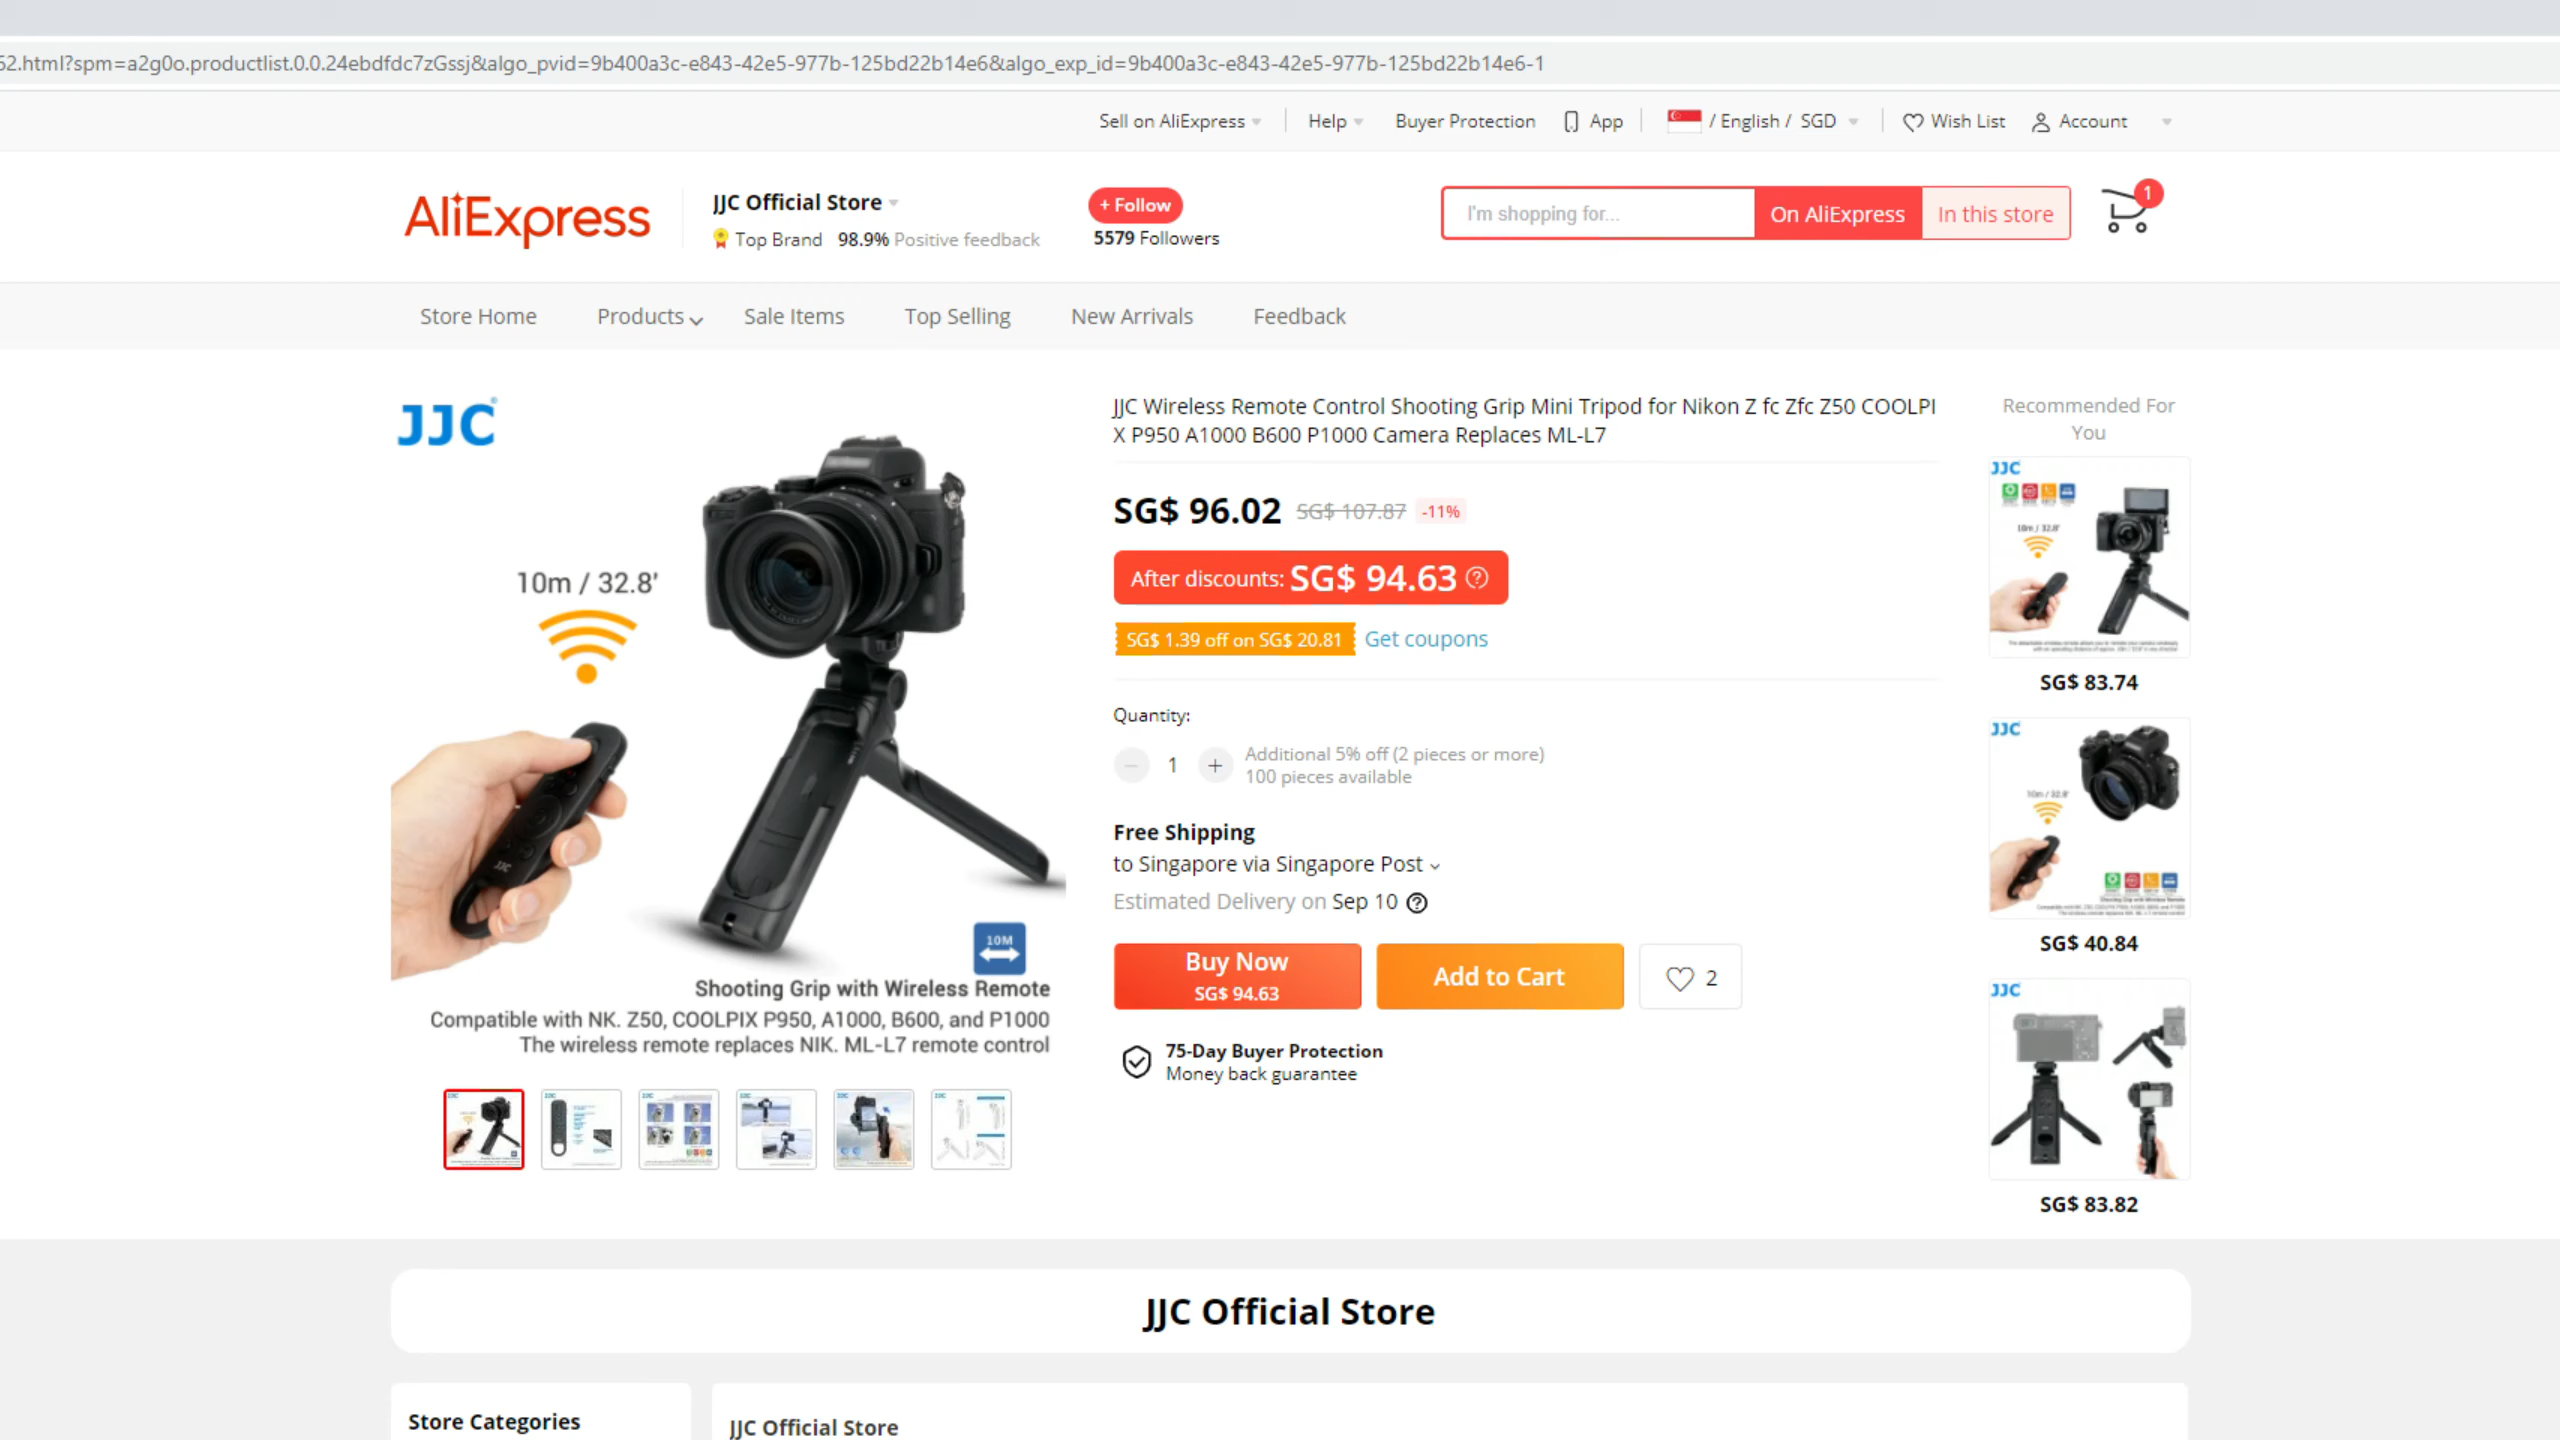 52.html?spm=a2g0o.productlist.0.0.24ebdfdc7zGssj&algo_pvid=9b400a3c-e843-42e5-977b-125bd22b14e6&algo_exp_id=9b400a3c-e843-42e5-977b-125bd22b14e6-1
Sell on AliExpress Help Buyer Protection App / English / SGD Wish List Account
AliExpress
JJC Official Store
Top Brand 98.9% Positive feedback
+ Follow
5579 Followers
I'm shopping for...
On AliExpress
In this store
1
Store Home Products Sale Items Top Selling New Arrivals Feedback
JJC
10m / 32.8'
JJC
10M
Shooting Grip with Wireless Remote
Compatible with NK. Z50, COOLPIX P950, A1000, B600, and P1000
The wireless remote replaces NIK. ML-L7 remote control
JJC Wireless Remote Control Shooting Grip Mini Tripod for Nikon Z fc Zfc Z50 COOLPI
X P950 A1000 B600 P1000 Camera Replaces ML-L7
SG$ 96.02 SG$ 107.87 -11%
After discounts: SG$ 94.63
SG$ 1.39 off on SG$ 20.81 Get coupons
Quantity:
1
Additional 5% off (2 pieces or more)
100 pieces available
Free Shipping
to Singapore via Singapore Post
Estimated Delivery on Sep 10
Buy Now
SG$ 94.63
Add to Cart
2
75-Day Buyer Protection
Money back guarantee
Recommended For
You
JJC
10m / 32.8'
SG$ 83.74
JJC
10m / 32.8'
SG$ 40.84
JJC
SG$ 83.82
JJC Official Store
Store Categories
JJC Official Store